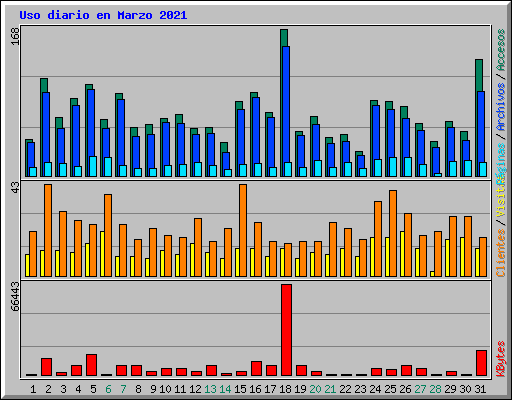 Uso diario en Marzo 2021
168
43
66443
Accesos / Archivos / Páginas
Clientes / Visitas
KBytes
1 2 3 4 5 6 7 8 9 10 11 12 13 14 15 16 17 18 19 20 21 22 23 24 25 26 27 28 29 30 31